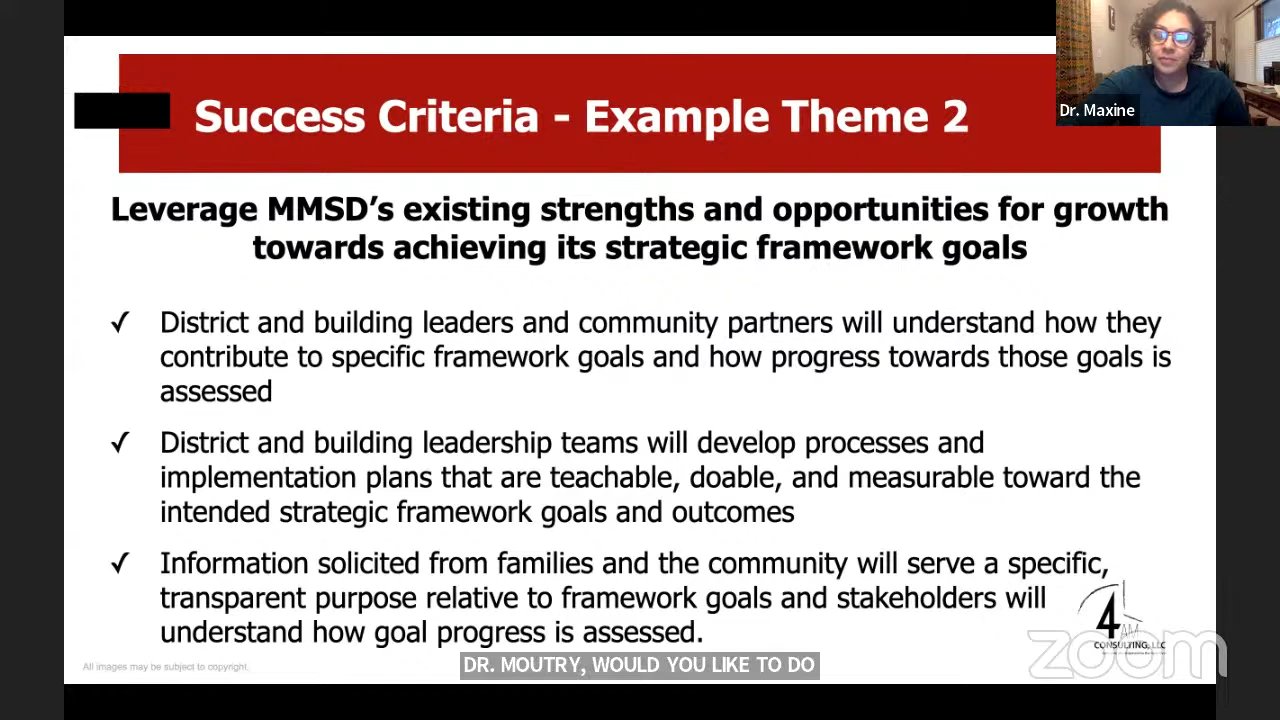 Dr. Maxine
Success Criteria - Example Theme 2
Leverage MMSD's existing strengths and opportunities for growth
towards achieving its strategic framework goals
✓ District and building leaders and community partners will understand how they
contribute to specific framework goals and how progress towards those goals is
assessed
✓ District and building leadership teams will develop processes and
implementation plans that are teachable, doable, and measurable toward the
intended strategic framework goals and outcomes
✓ Information solicited from families and the community will serve a specific,
transparent purpose relative to framework goals and stakeholders will
understand how goal progress is assessed.
4
AM
CONSULTING, LLC
zoom
All images may be subject to copyright.
DR. MOUTRY, WOULD YOU LIKE TO DO